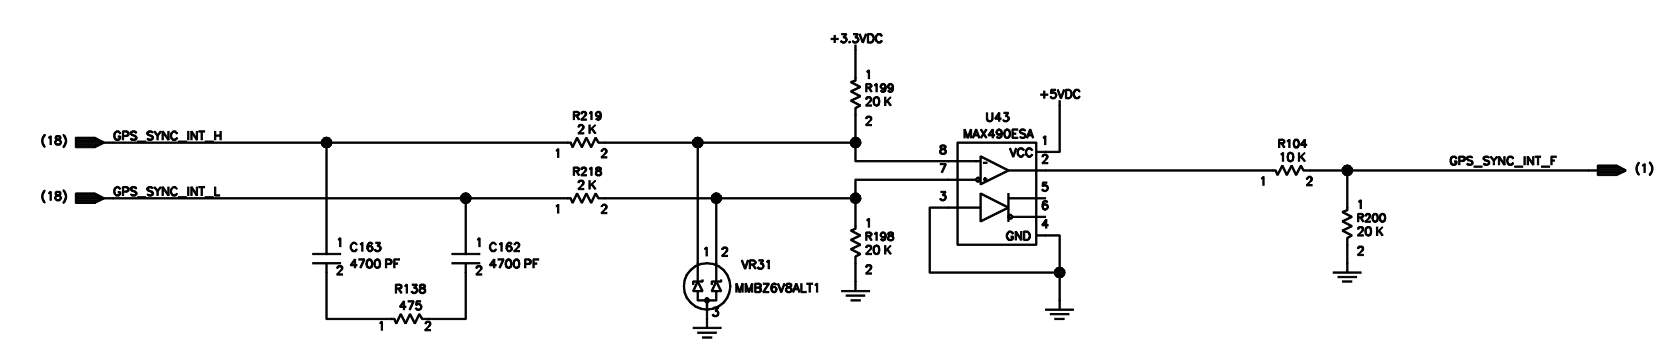 +3.3VDC
1
R199
20 K
2
+5VDC
U43
MAX490ESA
(18)
GPS_SYNC_INT_H
R219
2 K
1
2
8
7
3
VCC
1
2
5
6
4
GND
-
+
R104
10 K
1
2
GPS_SYNC_INT_F
(1)
(18)
GPS_SYNC_INT_L
R218
2 K
1
2
1
R198
20 K
2
1
R200
20 K
2
1
C163
4700 PF
2
1
C162
4700 PF
2
R138
475
1
2
1
2
VR31
MMBZ6V8ALT1
3